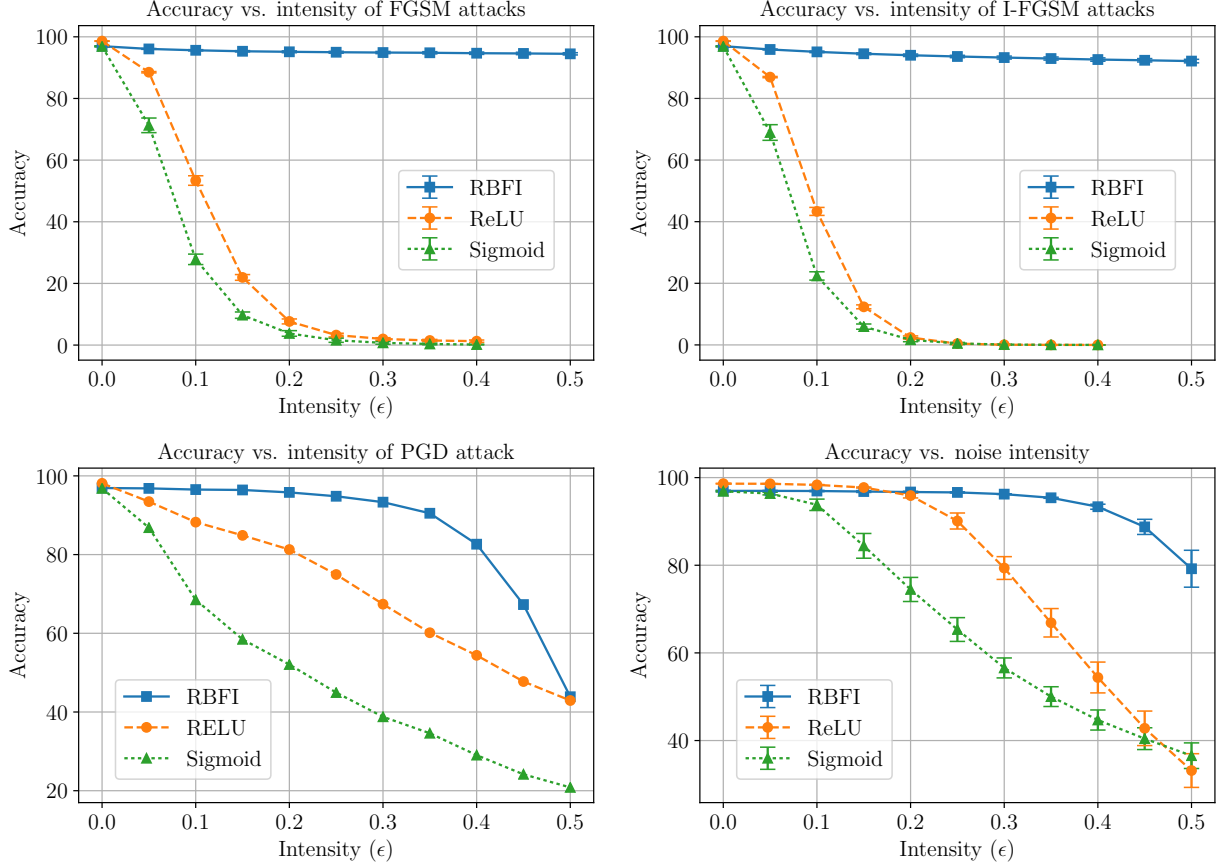 Accuracy vs. intensity of FGSM attacks
Accuracy
100
80
60
40
20
0
RBFI
ReLU
Sigmoid
0.0 0.1 0.2 0.3 0.4 0.5
Intensity (ϵ)
Accuracy vs. intensity of I-FGSM attacks
Accuracy
100
80
60
40
20
0
RBFI
ReLU
Sigmoid
0.0 0.1 0.2 0.3 0.4 0.5
Intensity (ϵ)
Accuracy vs. intensity of PGD attack
Accuracy
100
80
60
40
20
RBFI
RELU
Sigmoid
0.0 0.1 0.2 0.3 0.4 0.5
Intensity (ϵ)
Accuracy vs. noise intensity
Accuracy
100
80
60
40
RBFI
ReLU
Sigmoid
0.0 0.1 0.2 0.3 0.4 0.5
Intensity (ϵ)